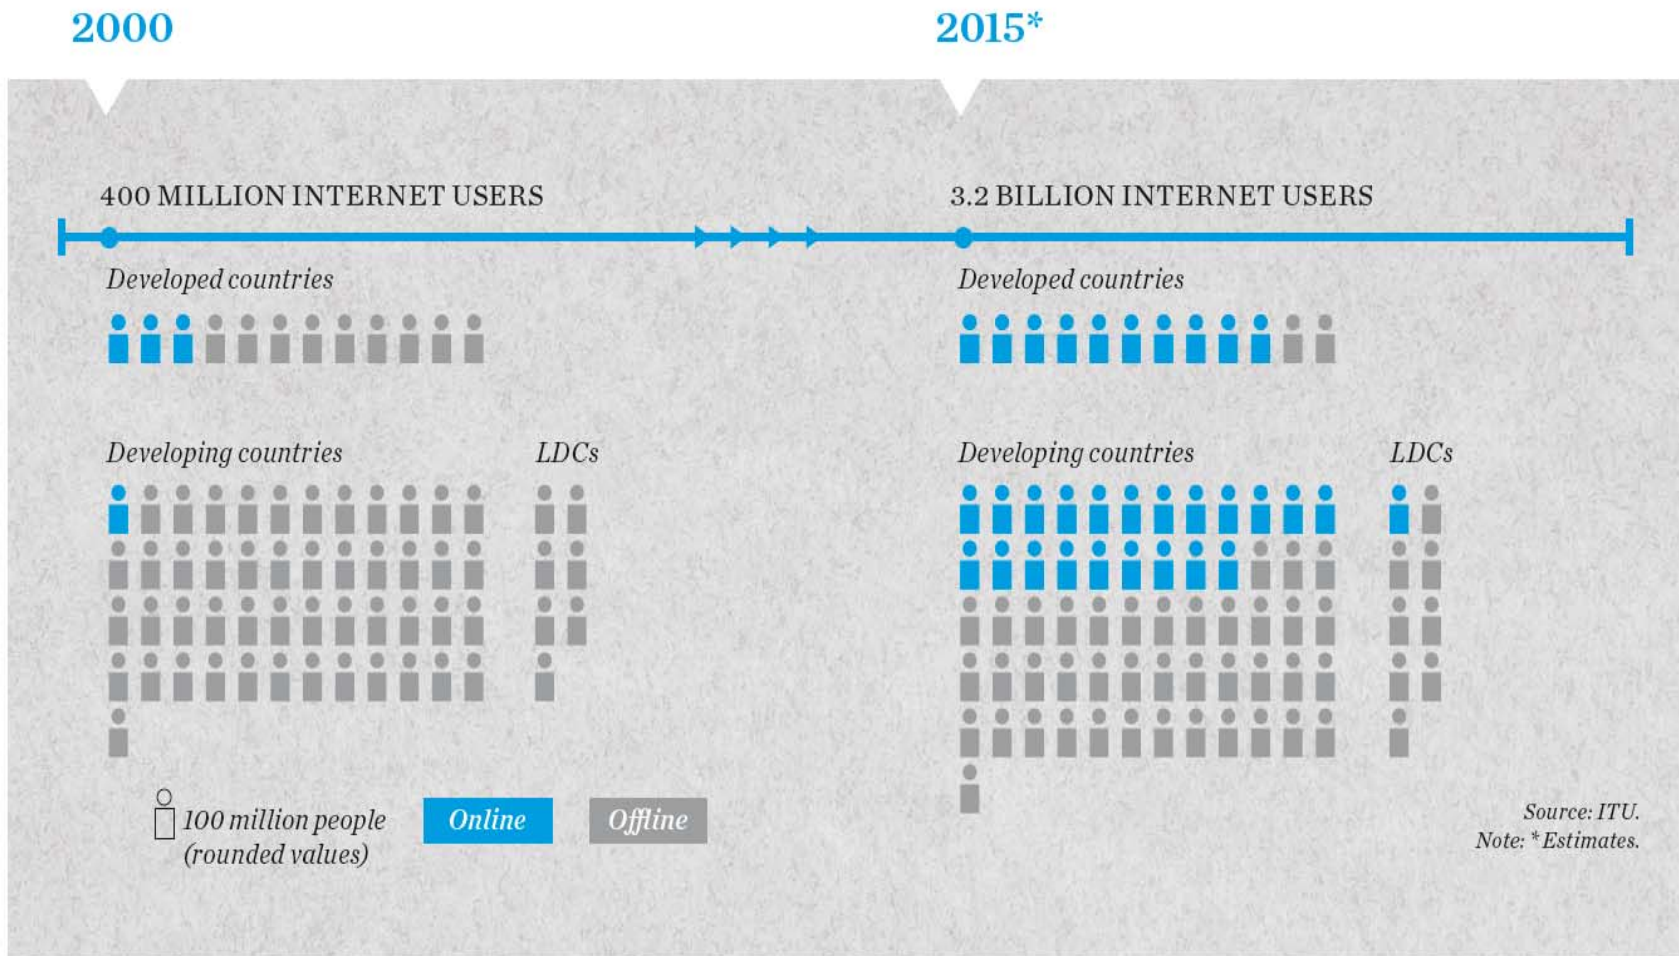 2000
2015*
400 MILLION INTERNET USERS
3.2 BILLION INTERNET USERS
Developed countries
Developed countries
Developing countries
LDCs
Developing countries
LDCs
100 million people
(rounded values)
Online
Offline
Source: ITU.
Note: *Estimates.